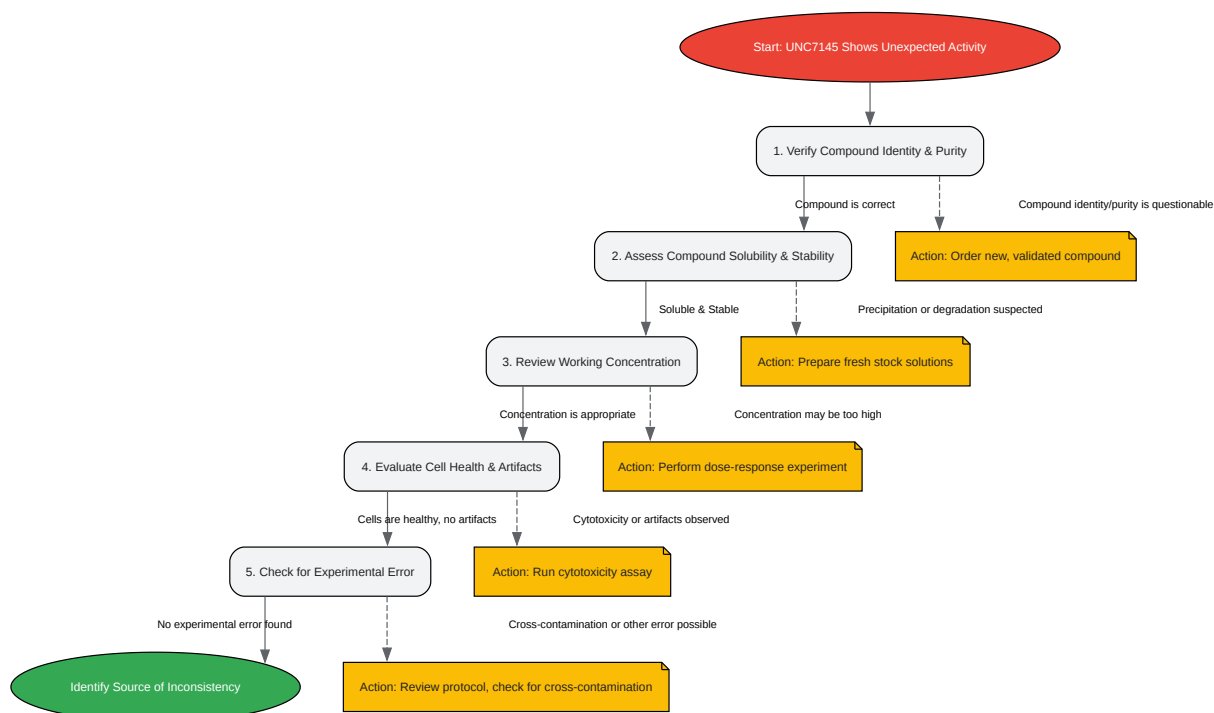 Start: UNC7145 Shows Unexpected Activity
1. Verify Compound Identity & Purity
Compound is correct
Compound identity/purity is questionable
2. Assess Compound Solubility & Stability
Action: Order new, validated compound
Soluble & Stable
Precipitation or degradation suspected
3. Review Working Concentration
Action: Prepare fresh stock solutions
Concentration is appropriate
Concentration may be too high
4. Evaluate Cell Health & Artifacts
Action: Perform dose-response experiment
Cells are healthy, no artifacts
Cytotoxicity or artifacts observed
5. Check for Experimental Error
Action: Run cytotoxicity assay
No experimental error found
Cross-contamination or other error possible
Identify Source of Inconsistency
Action: Review protocol, check for cross-contamination